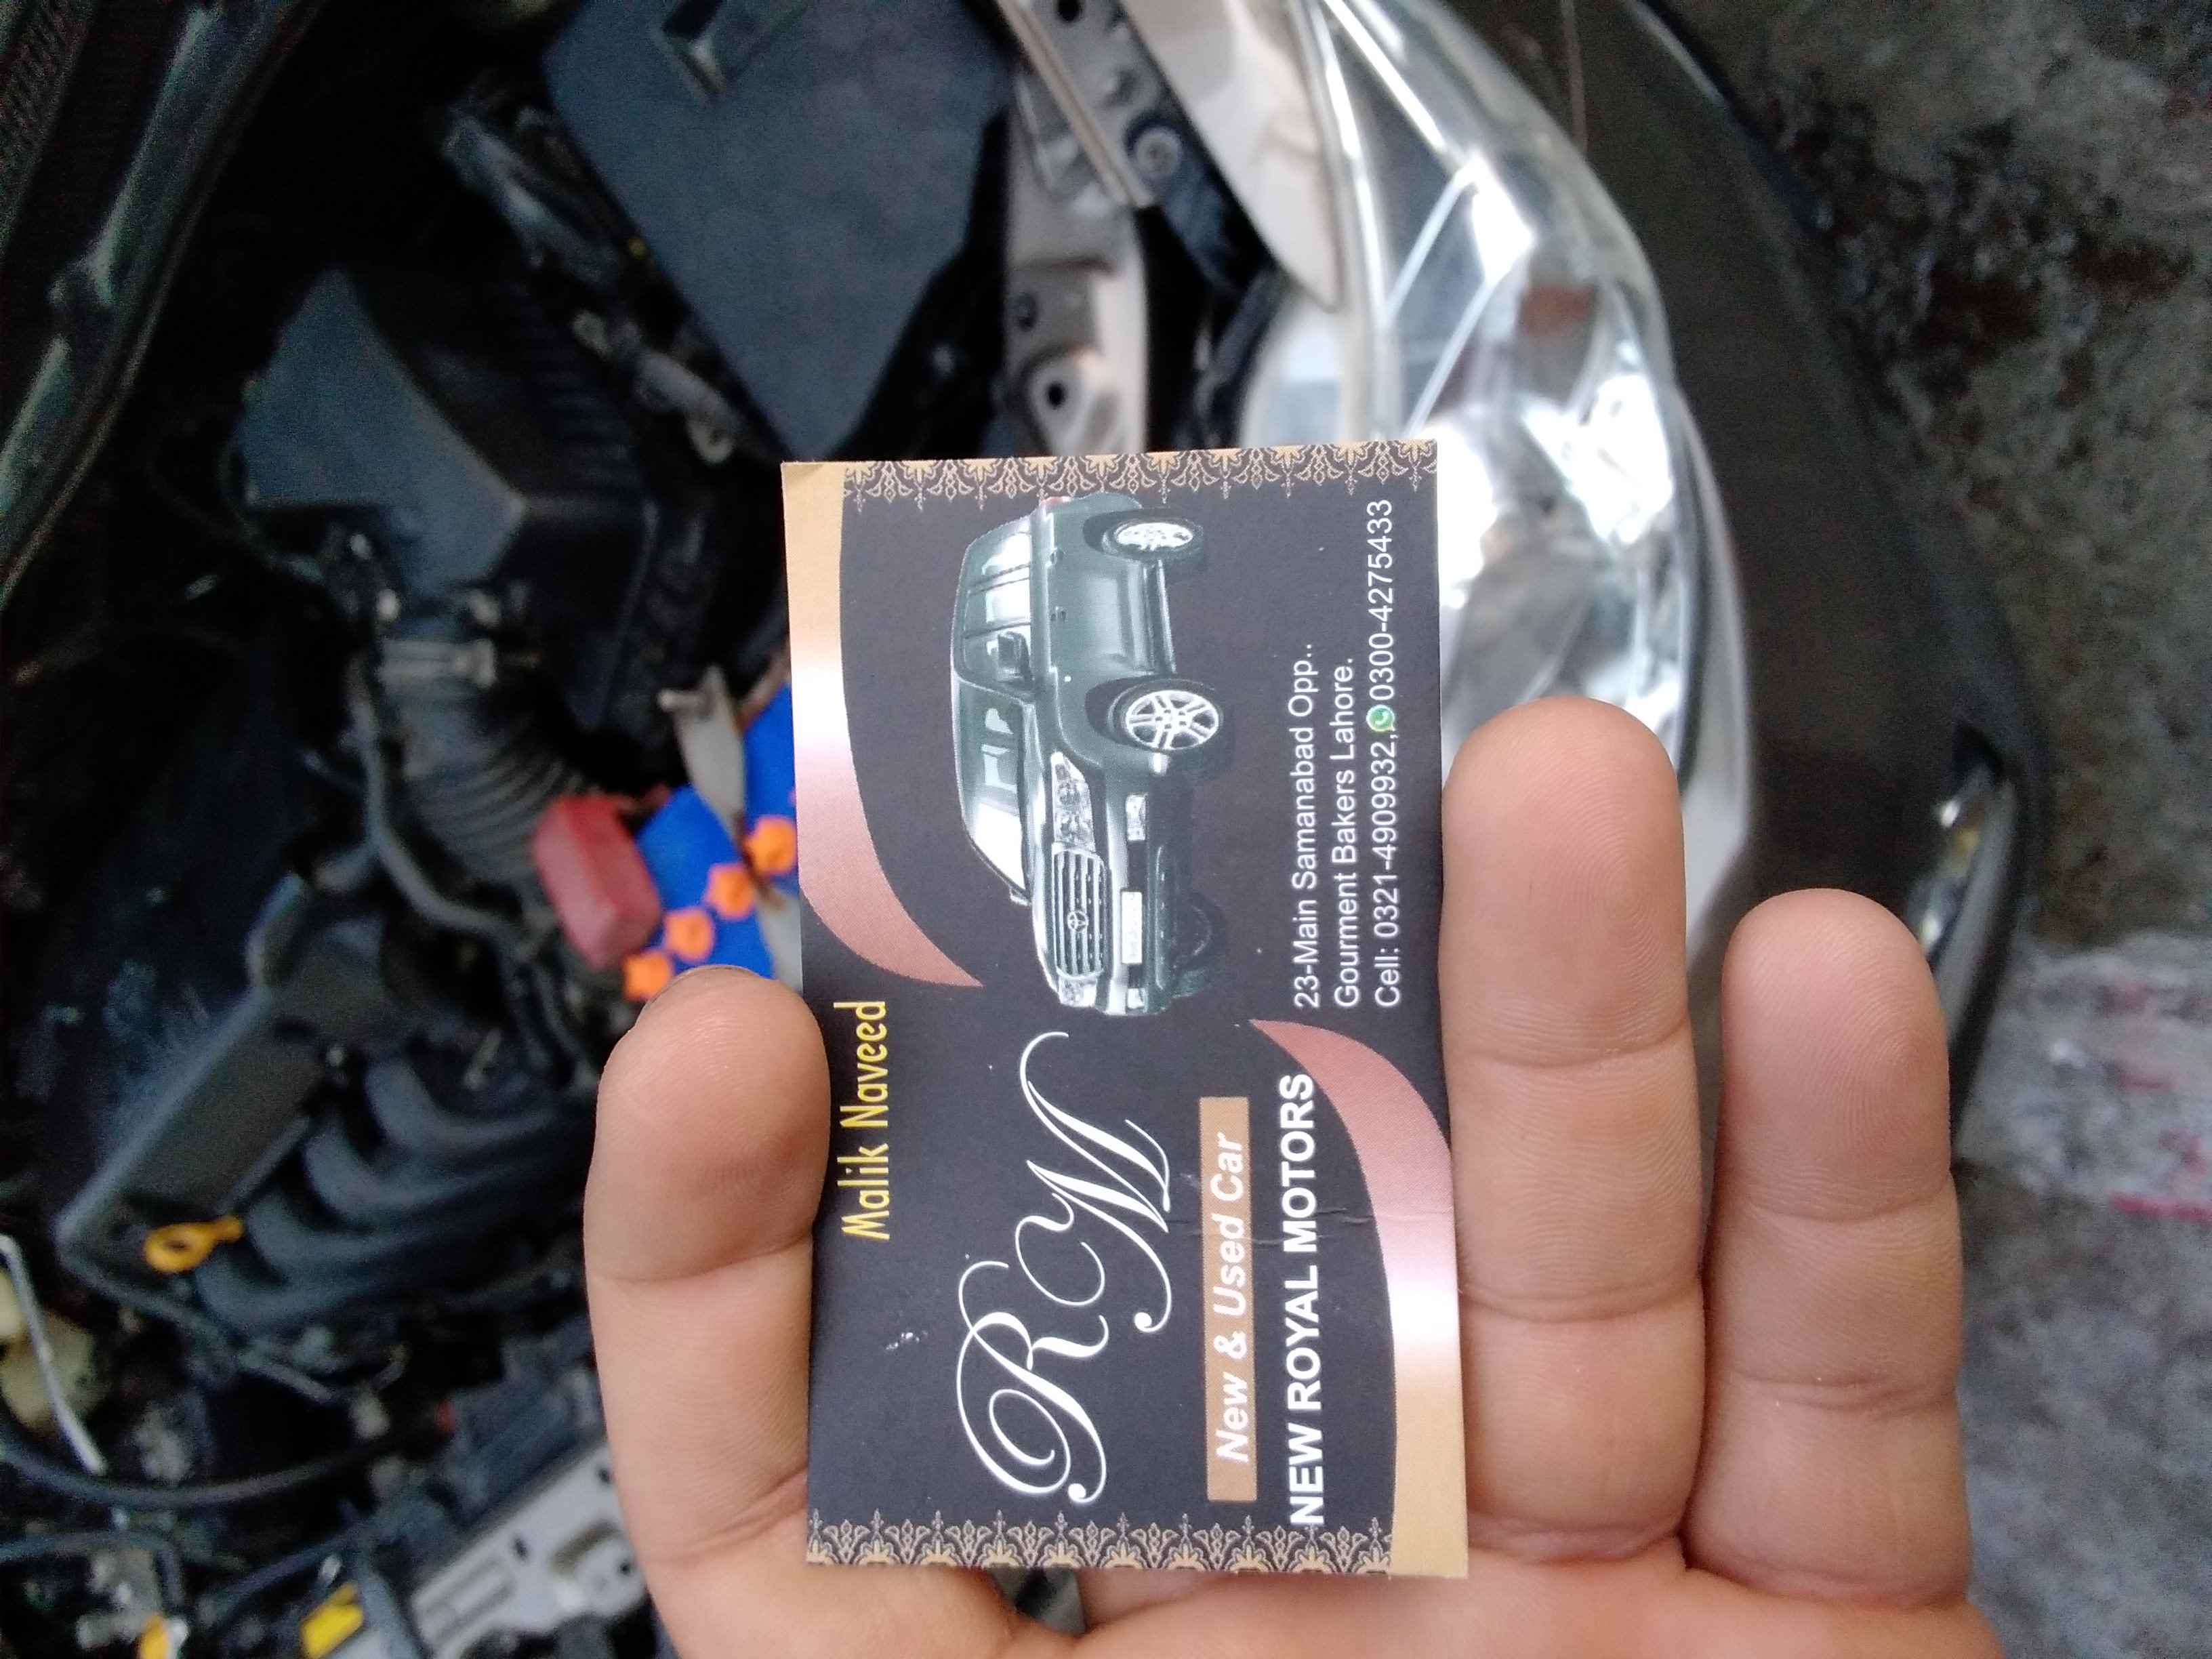 Malik Naveed
RM
New & Used Car
NEW ROYAL MOTORS
23-Main Samanabad Opp..
Gourment Bakers Lahore.
Cell: 0321-4909932, 0300-4275433